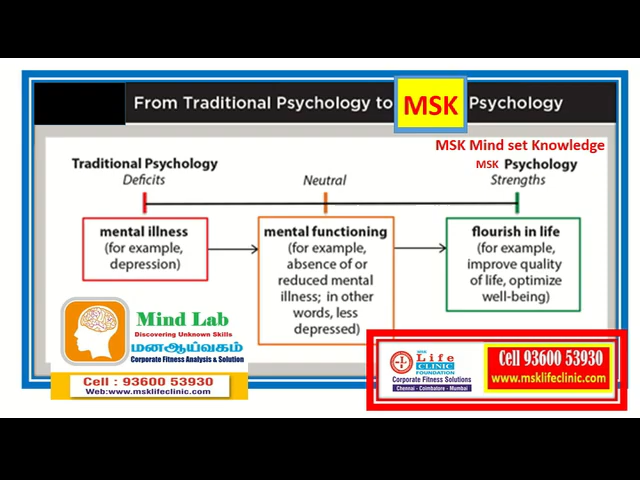 From Traditional Psychology to MSK Psychology
MSK Mind set Knowledge
Traditional Psychology
Deficits
Neutral
MSK Psychology
Strengths
mental illness
(for example,
depression)
mental functioning
(for example,
absence of or
reduced mental
illness; in other
words, less
depressed)
flourish in life
(for example,
improve quality
of life, optimize
well-being)
Mind Lab
Discovering Unknown Skills
மனஆய்வகம்
Corporate Fitness Analysis & Solution
Cell : 93600 53930
Web:www.msklifeclinic.com
MSK
Life
CLINIC
FOUNDATION
Corporate Fitness Solutions
Chennai - Coimbatore - Mumbai
Cell 93600 53930
www.msklifeclinic.com